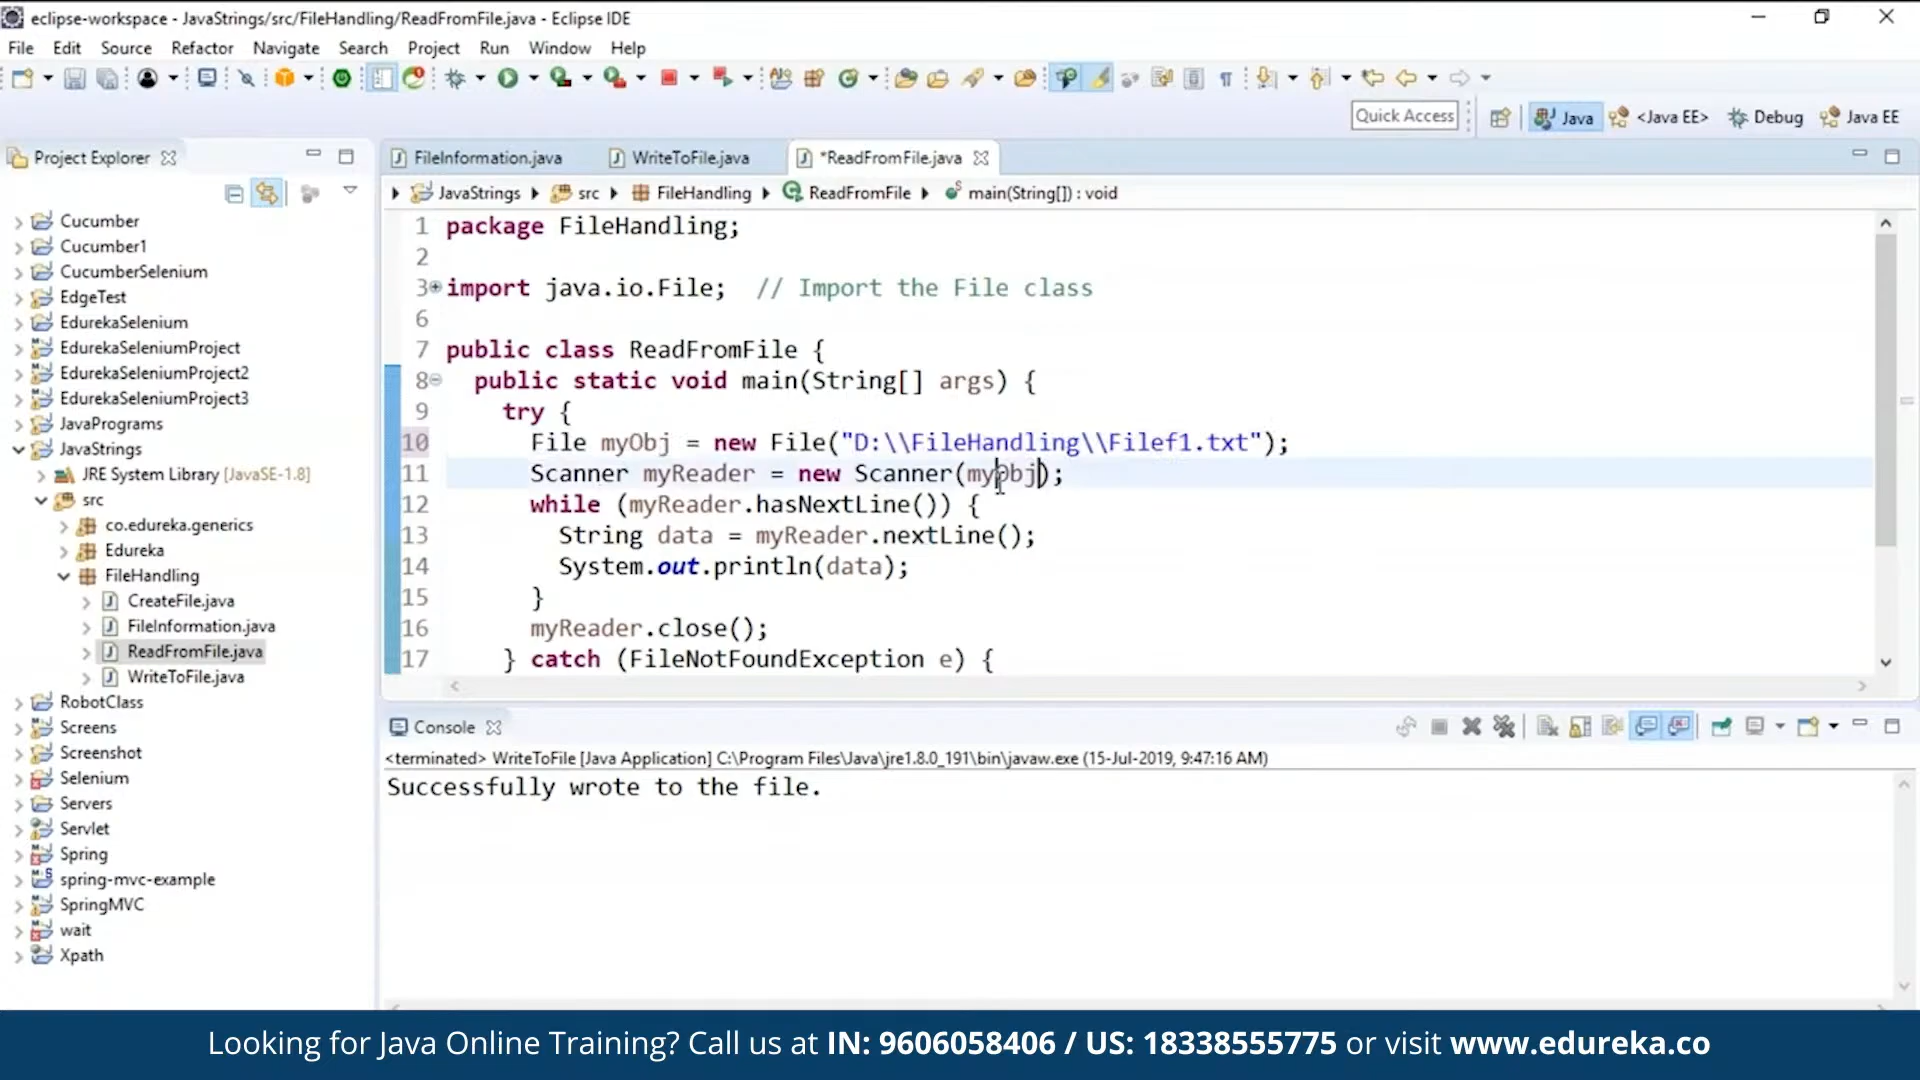 eclipse-workspace - JavaStrings/src/FileHandling/ReadFromFile.java - Eclipse IDE
File Edit Source Refactor Navigate Search Project Run Window Help
Quick Access Java <Java EE> Debug Java EE
Project Explorer
FileInformation.java WriteToFile.java *ReadFromFile.java
JavaStrings src FileHandling ReadFromFile main(String[]) : void
Cucumber
Cucumber1
CucumberSelenium
EdgeTest
EdurekaSelenium
EdurekaSeleniumProject
EdurekaSeleniumProject2
EdurekaSeleniumProject3
JavaPrograms
JavaStrings
JRE System Library [JavaSE-1.8]
src
co.edureka.generics
Edureka
FileHandling
CreateFile.java
FileInformation.java
ReadFromFile.java
WriteToFile.java
RobotClass
Screens
Screenshot
Selenium
Servers
Servlet
Spring
spring-mvc-example
SpringMVC
wait
Xpath
1 package FileHandling;
2
3 import java.io.File; // Import the File class
6
7 public class ReadFromFile {
8 public static void main(String[] args) {
9 try {
10 File myObj = new File("D:\\FileHandling\\Filef1.txt");
11 Scanner myReader = new Scanner(myObj);
12 while (myReader.hasNextLine()) {
13 String data = myReader.nextLine();
14 System.out.println(data);
15 }
16 myReader.close();
17 } catch (FileNotFoundException e) {
Console
<terminated> WriteToFile [Java Application] C:\Program Files\Java\jre1.8.0_191\bin\javaw.exe (15-Jul-2019, 9:47:16 AM)
Successfully wrote to the file.
Looking for Java Online Training? Call us at IN: 9606058406 / US: 18338555775 or visit www.edureka.co